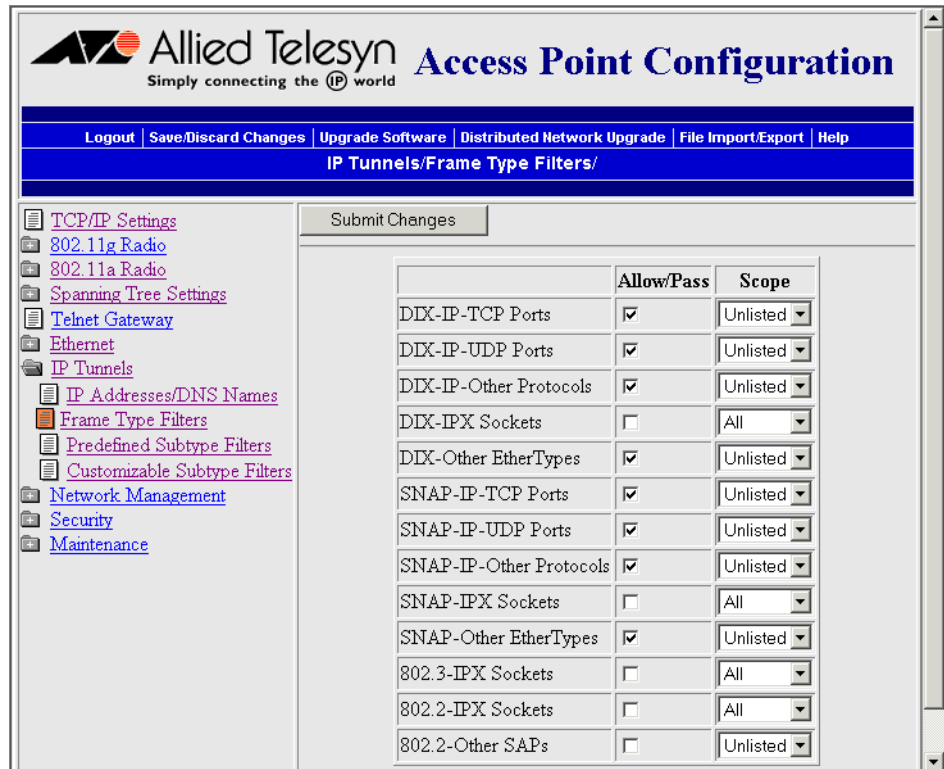 Allied Telesyn
Simply connecting the IP world
Access Point Configuration
Logout | Save/Discard Changes | Upgrade Software | Distributed Network Upgrade | File Import/Export | Help
IP Tunnels/Frame Type Filters/
TCP/IP Settings
802.11g Radio
802.11a Radio
Spanning Tree Settings
Telnet Gateway
Ethernet
IP Tunnels
IP Addresses/DNS Names
Frame Type Filters
Predefined Subtype Filters
Customizable Subtype Filters
Network Management
Security
Maintenance
Submit Changes
Allow/Pass Scope
DIX-IP-TCP Ports Unlisted
DIX-IP-UDP Ports Unlisted
DIX-IP-Other Protocols Unlisted
DIX-IPX Sockets All
DIX-Other EtherTypes Unlisted
SNAP-IP-TCP Ports Unlisted
SNAP-IP-UDP Ports Unlisted
SNAP-IP-Other Protocols Unlisted
SNAP-IPX Sockets All
SNAP-Other EtherTypes Unlisted
802.3-IPX Sockets All
802.2-IPX Sockets All
802.2-Other SAPs Unlisted